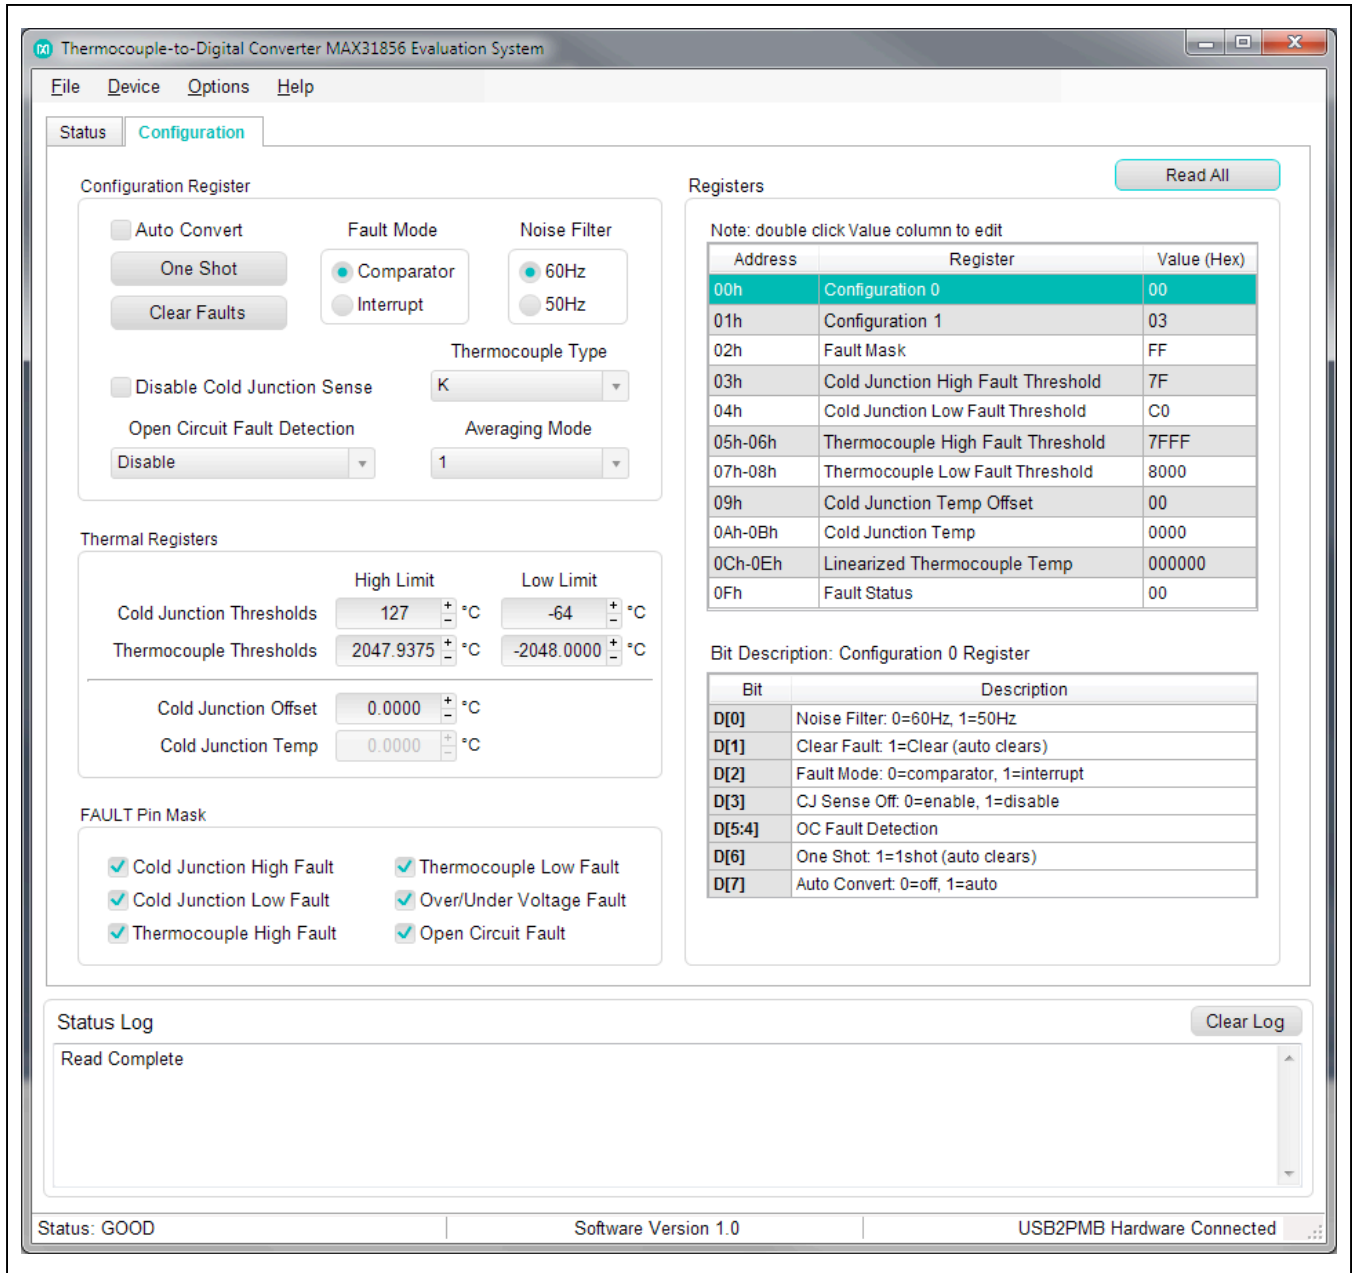 Thermocouple-to-Digital Converter MAX31856 Evaluation System
File Device Options Help
Status Configuration
Read All
Configuration Register
Auto Convert
One Shot
Clear Faults
Fault Mode
Comparator
Interrupt
Noise Filter
60Hz
50Hz
Thermocouple Type
Disable Cold Junction Sense
K
Open Circuit Fault Detection
Averaging Mode
Disable
1
Thermal Registers
High Limit Low Limit
Cold Junction Thresholds 127 + - °C -64 + - °C
Thermocouple Thresholds 2047.9375 + - °C -2048.0000 + - °C
Cold Junction Offset 0.0000 + - °C
Cold Junction Temp 0.0000 + - °C
FAULT Pin Mask
Cold Junction High Fault
Cold Junction Low Fault
Thermocouple High Fault
Thermocouple Low Fault
Over/Under Voltage Fault
Open Circuit Fault
Registers
Note: double click Value column to edit
Address Register Value (Hex)
00h Configuration 0 00
01h Configuration 1 03
02h Fault Mask FF
03h Cold Junction High Fault Threshold 7F
04h Cold Junction Low Fault Threshold C0
05h-06h Thermocouple High Fault Threshold 7FFF
07h-08h Thermocouple Low Fault Threshold 8000
09h Cold Junction Temp Offset 00
0Ah-0Bh Cold Junction Temp 0000
0Ch-0Eh Linearized Thermocouple Temp 000000
0Fh Fault Status 00
Bit Description: Configuration 0 Register
Bit Description
D[0] Noise Filter: 0=60Hz, 1=50Hz
D[1] Clear Fault: 1=Clear (auto clears)
D[2] Fault Mode: 0=comparator, 1=interrupt
D[3] CJ Sense Off: 0=enable, 1=disable
D[5:4] OC Fault Detection
D[6] One Shot: 1=1shot (auto clears)
D[7] Auto Convert: 0=off, 1=auto
Status Log
Clear Log
Read Complete
Status: GOOD
Software Version 1.0
USB2PMB Hardware Connected